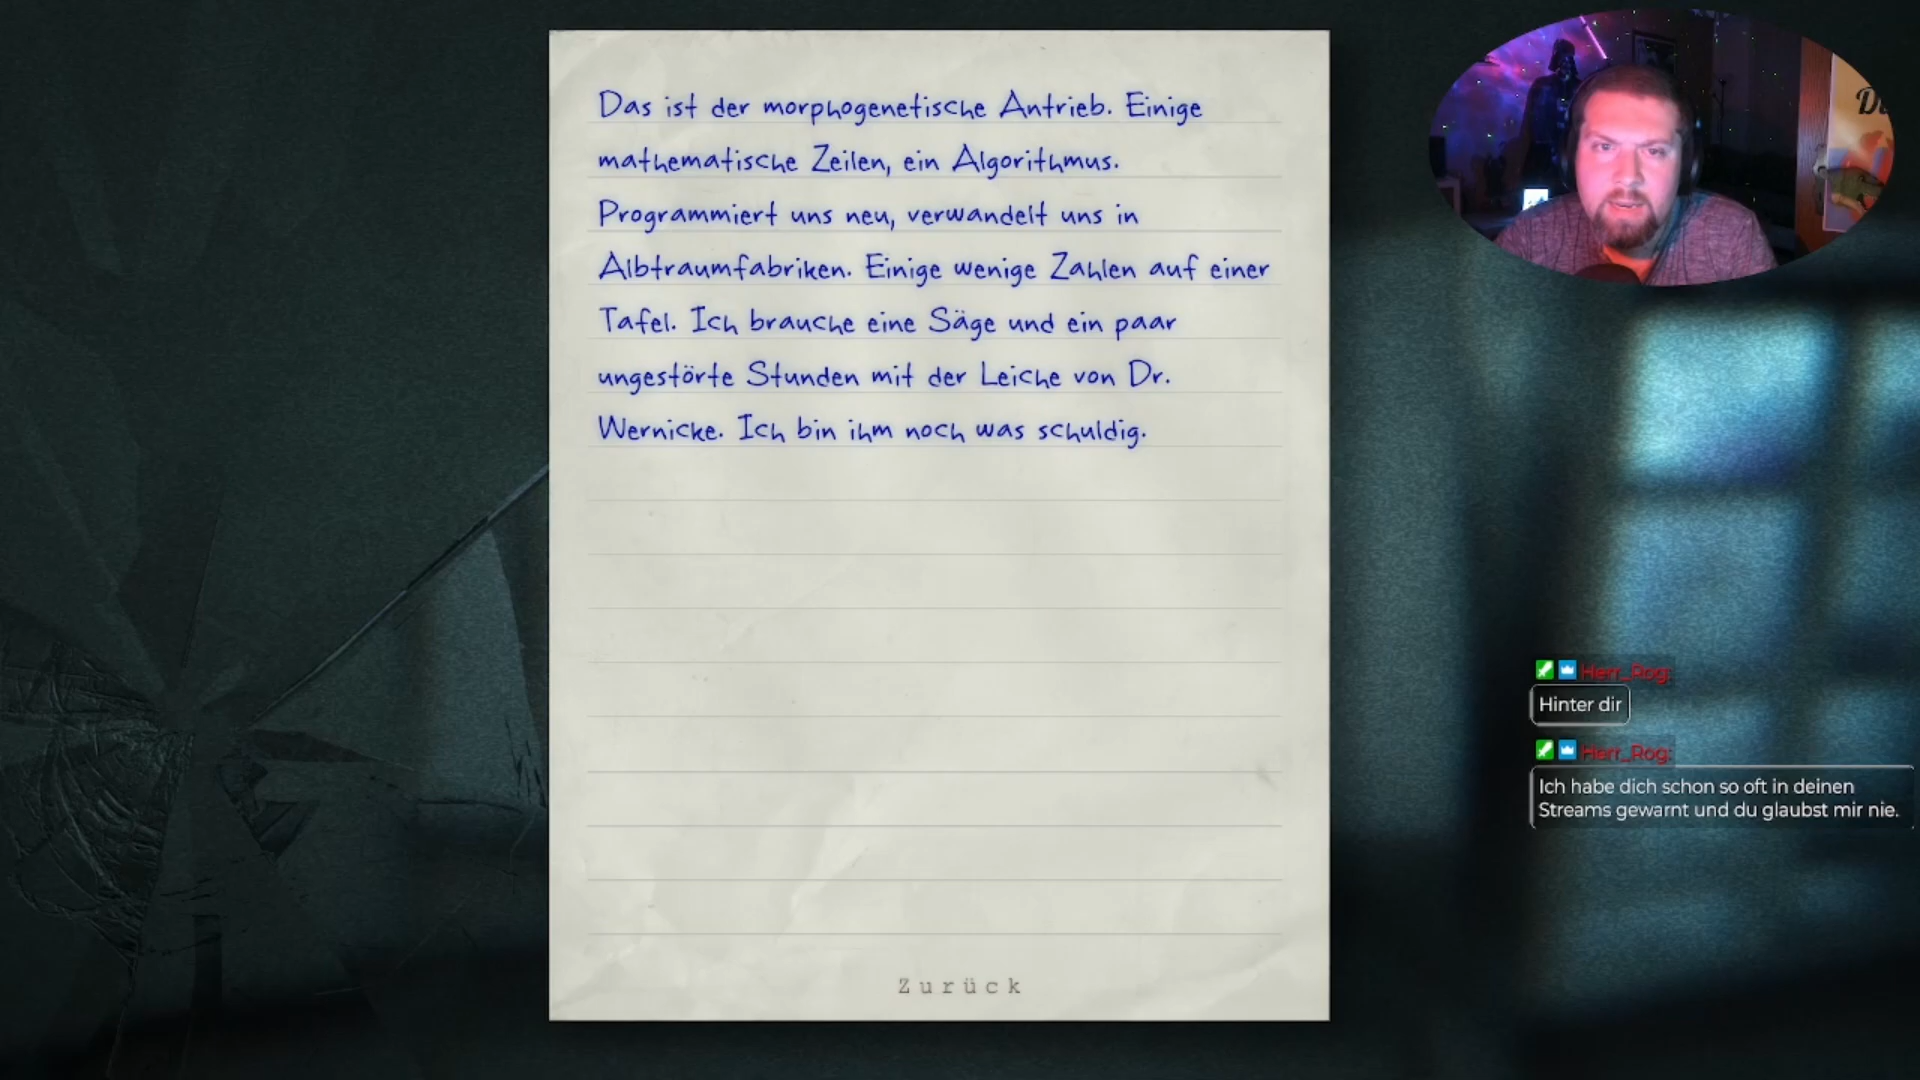 Das ist der morphogenetische Antrieb. Einige
mathematische Zeilen, ein Algorithmus.
Programmiert uns neu, verwandelt uns in
Albtraumfabriken. Einige wenige Zahlen auf einer
Tafel. Ich brauche eine Säge und ein paar
ungestörte Stunden mit der Leiche von Dr.
Wernicke. Ich bin ihm noch was schuldig.
Zurück
Herr_Rog:
Hinter dir
Herr_Rog:
Ich habe dich schon so oft in deinen
Streams gewarnt und du glaubst mir nie.